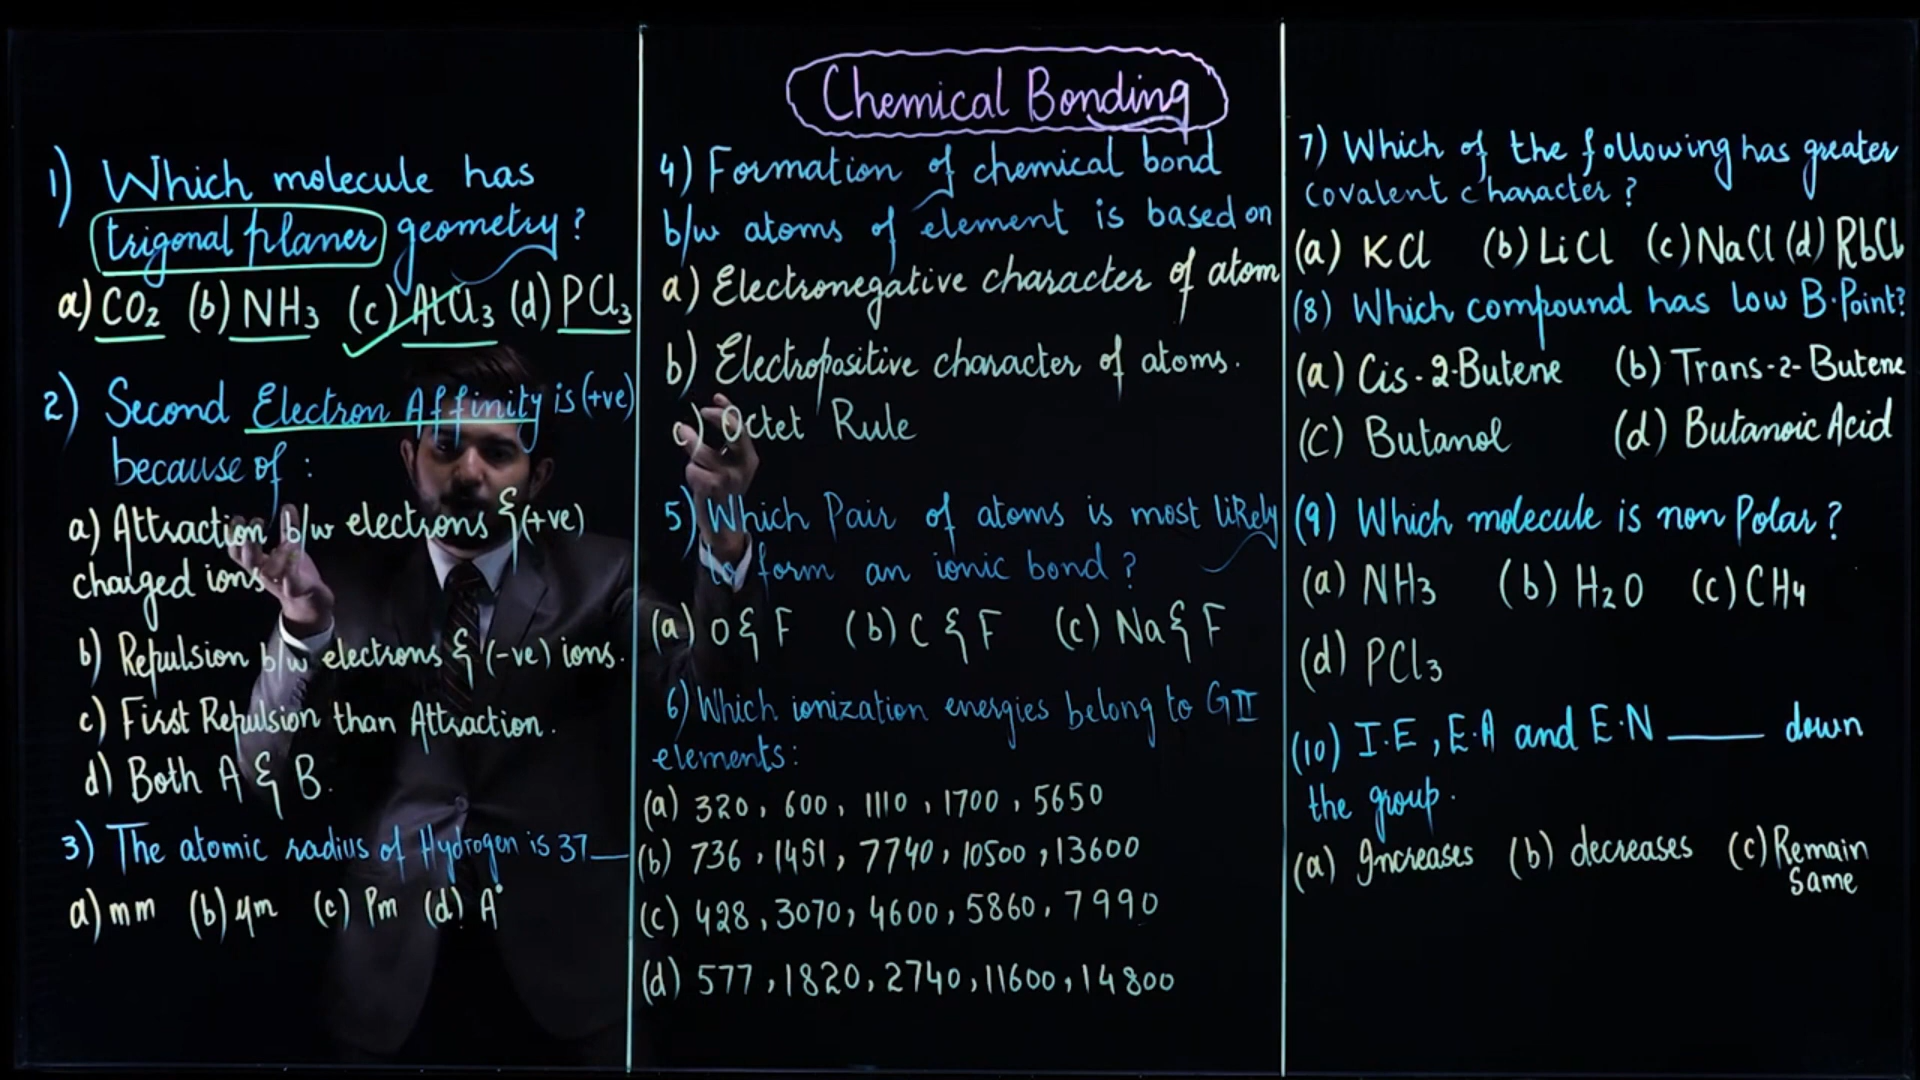 Chemical Bonding
1) Which molecule has
trigonal planer geometry?
a) CO2 (b) NH3 (c) AlCl3 (d) PCl3
2) Second Electron Affinity is (+ve)
because of :
a) Attraction b/w electrons & (+ve)
charged ions
b) Repulsion b/w electrons & (-ve) ions.
c) First Repulsion than Attraction.
d) Both A & B.
3) The atomic radius of Hydrogen is 37__
a) mm (b) μm (c) Pm (d) A°
4) Formation of chemical bond
b/w atoms of element is based on
a) Electronegative character of atom
b) Electropositive character of atoms.
c) Octet Rule
5) Which Pair of atoms is most likely
to form an ionic bond ?
(a) O & F (b) C & F (c) Na & F
6) Which ionization energies belong to GII
elements:
(a) 320, 600, 1110, 1700, 5650
(b) 736, 1451, 7740, 10500, 13600
(c) 428, 3070, 4600, 5860, 7990
(d) 577, 1820, 2740, 11600, 14800
7) Which of the following has greater
covalent character ?
(a) KCl (b) LiCl (c) NaCl (d) RbCl
(8) Which compound has low B.Point?
(a) Cis-2-Butene (b) Trans-2-Butene
(C) Butanol (d) Butanoic Acid
(9) Which molecule is non Polar ?
(a) NH3 (b) H2O (c) CH4
(d) PCl3
(10) I.E, E.A and E.N ____ down
the group.
(a) Increases (b) decreases (c) Remain
Same